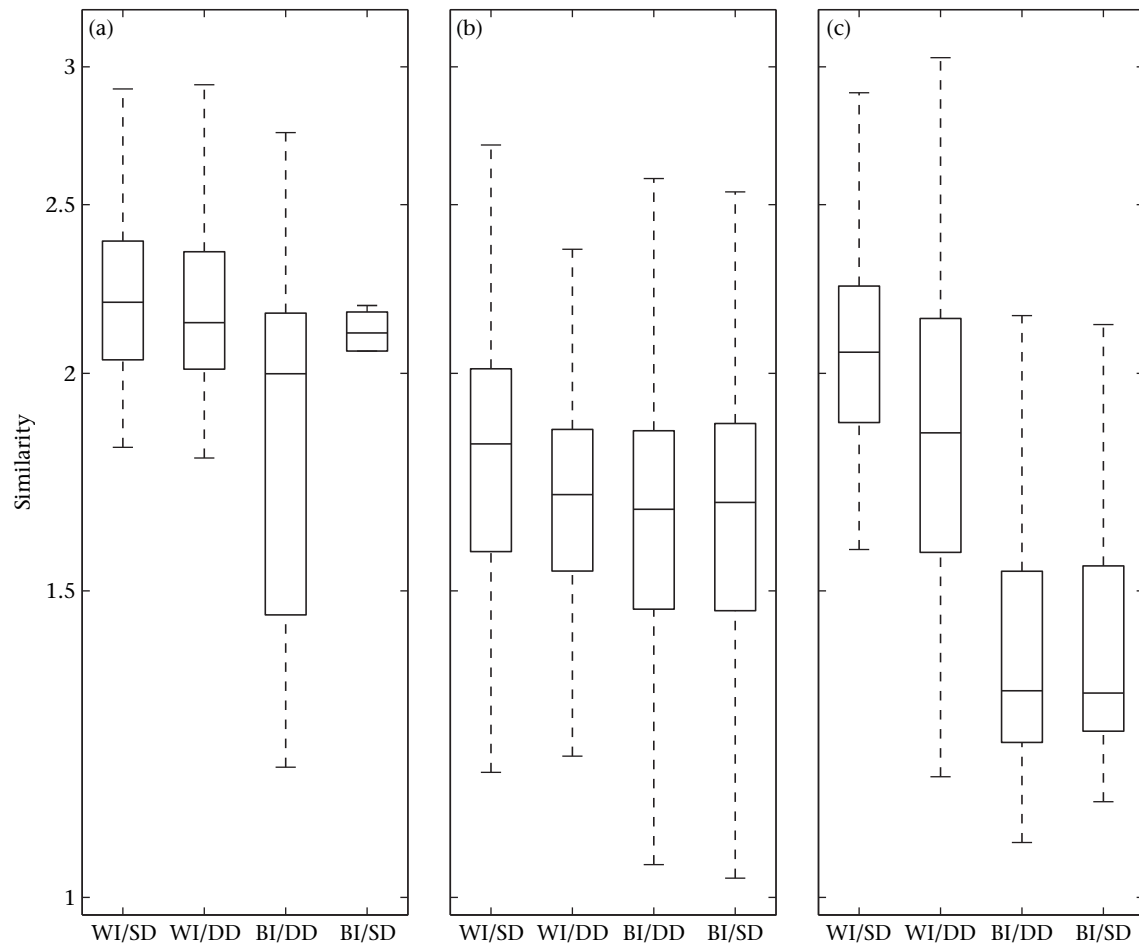 (a) (b) (c)
3
2.5
2
1.5
1
Similarity
WI/SD WI/DD BI/DD BI/SD WI/SD WI/DD BI/DD BI/SD WI/SD WI/DD BI/DD BI/SD